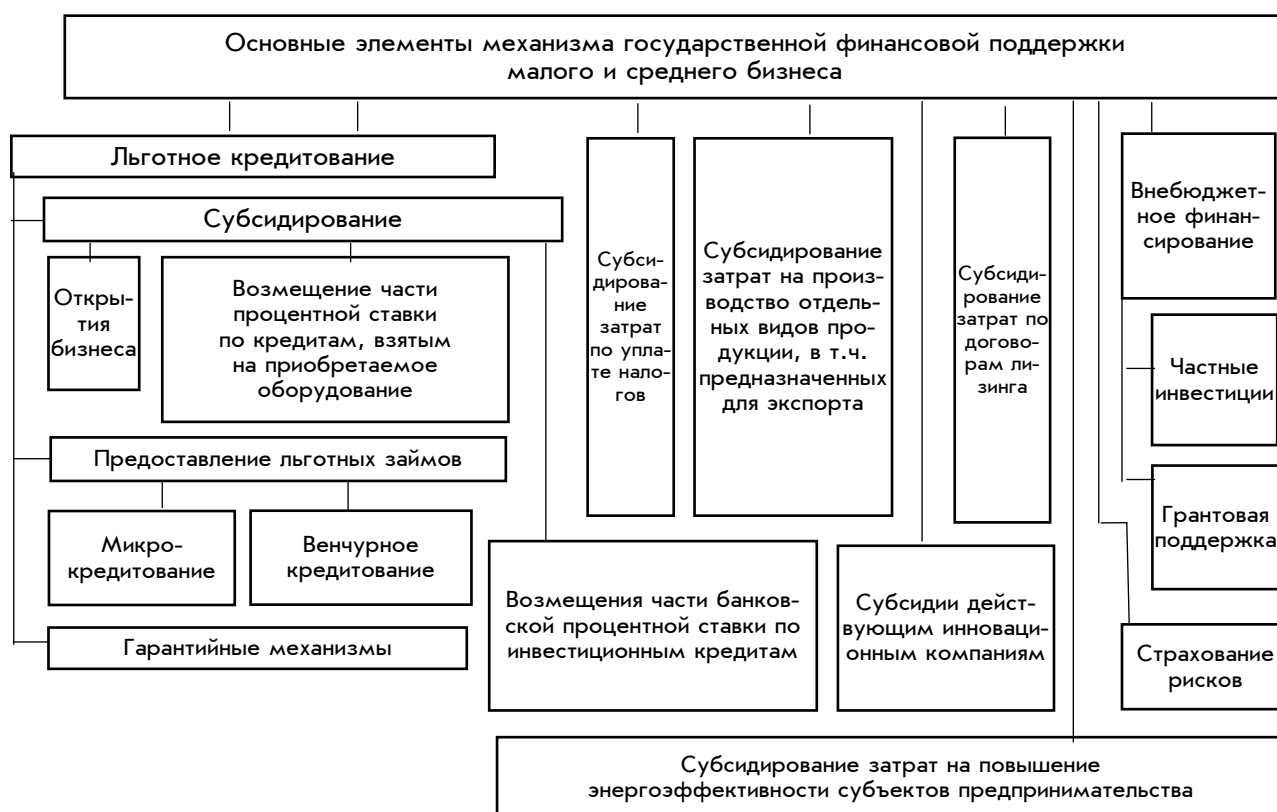 Основные элементы механизма государственной финансовой поддержки
малого и среднего бизнеса
Льготное кредитование
Субсидирование
Откры-
тия
бизнеса
Возмещение части
процентной ставки
по кредитам, взятым
на приобретаемое
оборудование
Предоставление льготных займов
Микро-
кредитование
Венчурное
кредитование
Гарантийные механизмы
Субси-
дирова-
ние
затрат
по упла-
те нало-
гов
Субсидирование
затрат на произ-
водство отдель-
ных видов про-
дукции, в т.ч.
предназначенных
для экспорта
Субсиди-
рование
затрат по
догово-
рам ли-
зинга
Внебюджет-
ное финан-
сирование
Частные
инвестиции
Грантовая
поддержка
Возмещения части банков-
ской процентной ставки по
инвестиционным кредитам
Субсидии дейст-
вующим инноваци-
онным компаниям
Страхование
рисков
Субсидирование затрат на повышение
энергоэффективности субъектов предпринимательства